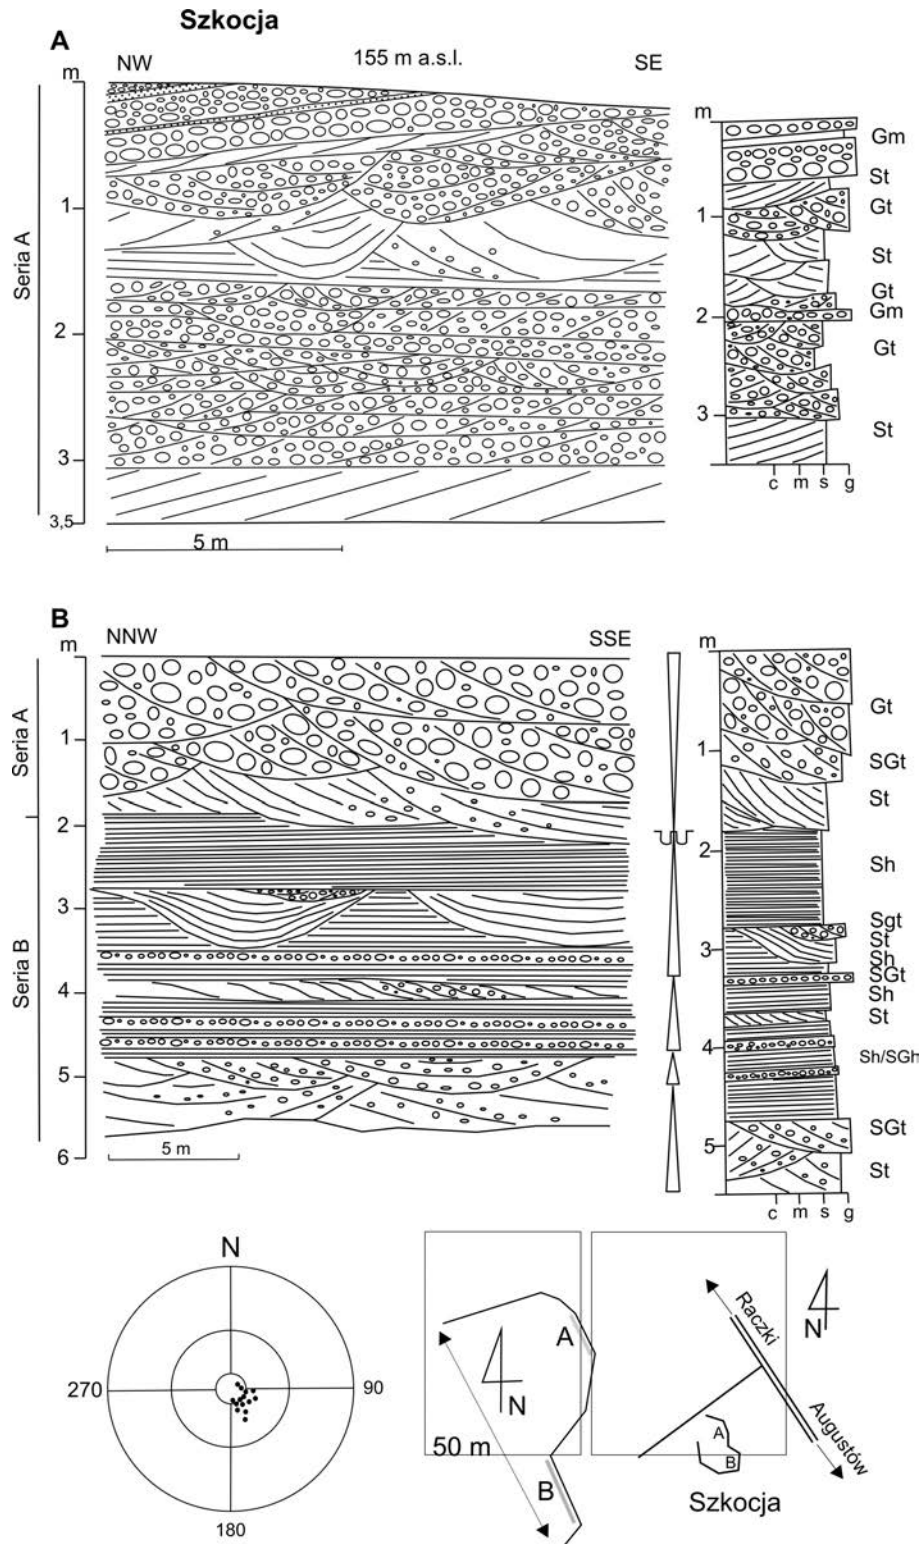 Szkocja
A
NW
155 m a.s.l.
SE
m
1
2
3
3,5
Seria A
5 m
m
1
2
3
Gm
St
Gt
St
Gt
Gm
Gt
St
c m s g
B
NNW
SSE
m
1
2
3
4
5
6
Seria A
Seria B
5 m
m
1
2
3
4
5
Gt
SGt
St
Sh
Sgt
St
Sh
SGt
Sh
St
Sh/SGh
SGt
St
c m s g
N
270
90
180
A
N
50 m
B
Raczki
N
Augustów
A
B
Szkocja